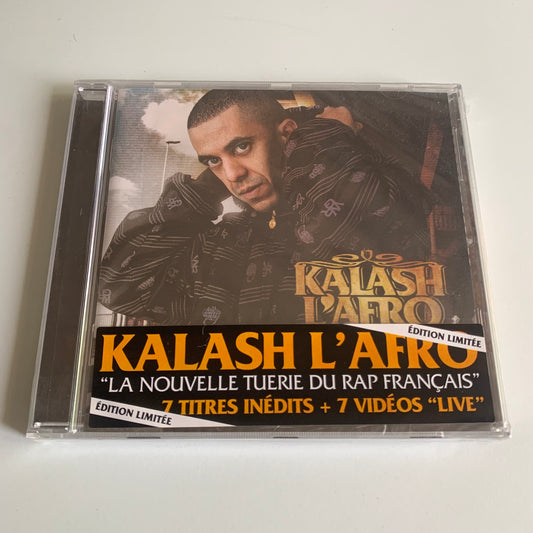 KALASH
L'AFRO
ÉDITION LIMITÉE
KALASH L'AFRO
"LA NOUVELLE TUERIE DU RAP FRANÇAIS"
ÉDITION LIMITÉE
7 TITRES INÉDITS + 7 VIDÉOS "LIVE"